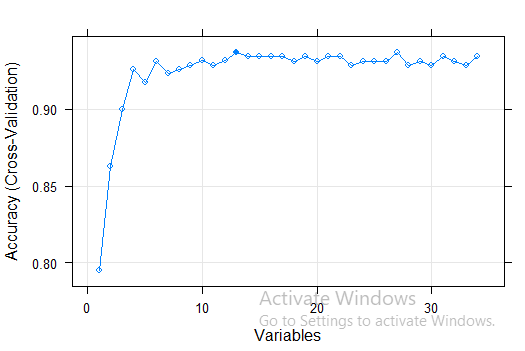 Accuracy (Cross-Validation)
0.90
0.85
0.80
0 10 20 30
Variables
Activate Windows
Go to Settings to activate Windows.